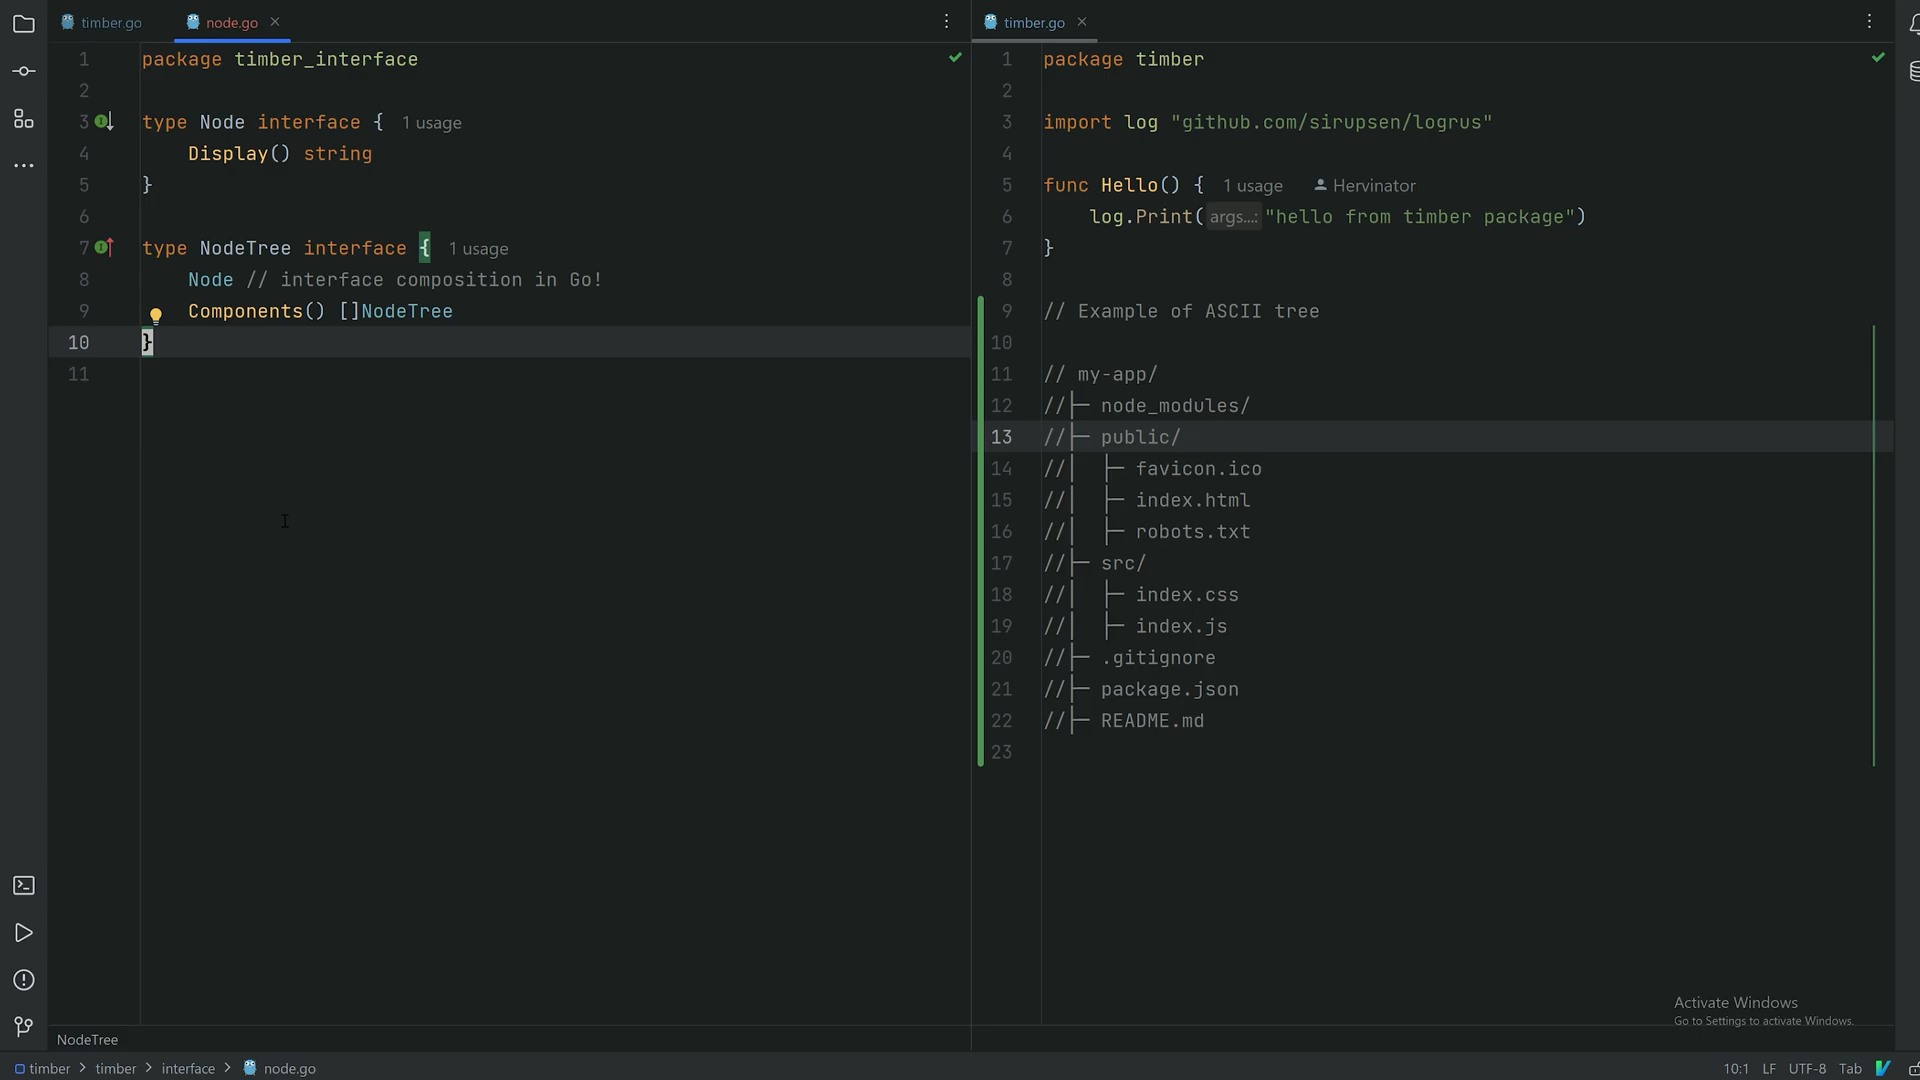 timber.go
node.go
1 package timber_interface
2
3 type Node interface { 1 usage
4 Display() string
5 }
6
7 type NodeTree interface { 1 usage
8 Node // interface composition in Go!
9 Components() []NodeTree
10 }
11
NodeTree
timber.go
1 package timber
2
3 import log "github.com/sirupsen/logrus"
4
5 func Hello() { 1 usage Hervinator
6 log.Print(args...: "hello from timber package")
7 }
8
9 // Example of ASCII tree
10
11 // my-app/
12 //├─ node_modules/
13 //├─ public/
14 //│  ├─ favicon.ico
15 //│  ├─ index.html
16 //│  ├─ robots.txt
17 //├─ src/
18 //│  ├─ index.css
19 //│  ├─ index.js
20 //├─ .gitignore
21 //├─ package.json
22 //├─ README.md
23
Activate Windows
Go to Settings to activate Windows.
timber > timber > interface > node.go
10:1 LF UTF-8 Tab